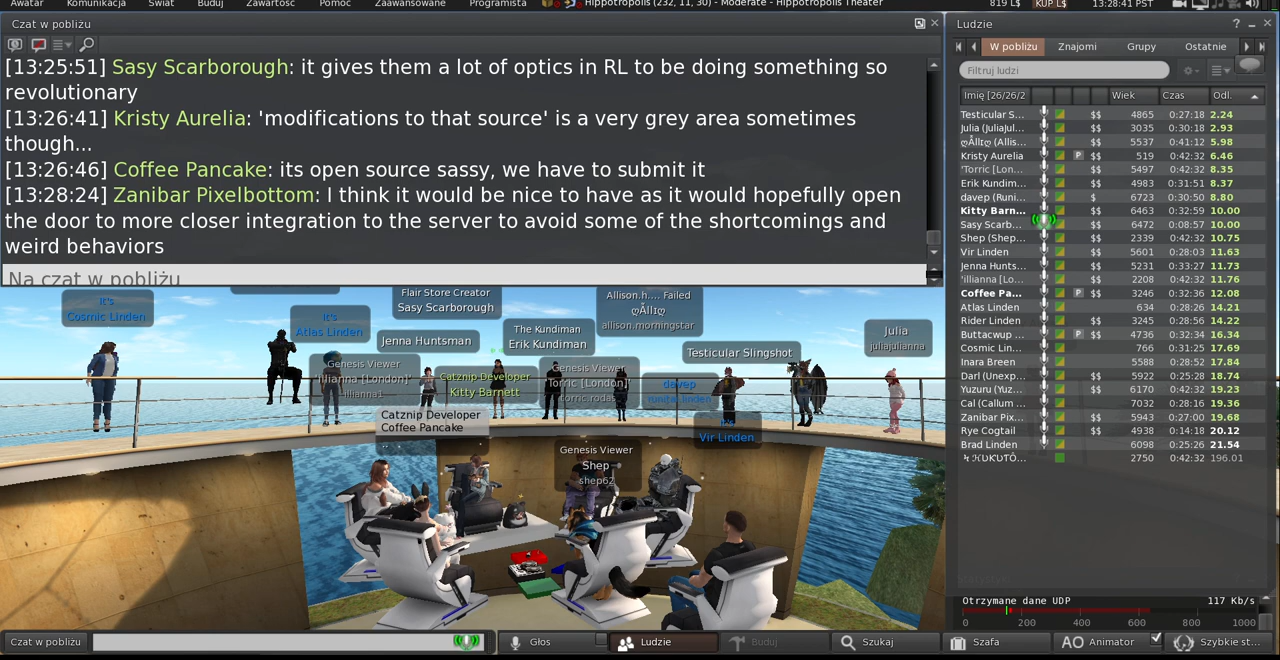 Awatar Komunikacja Świat Buduj Zawartość Pomoc Zaawansowane Programista Hippotropolis (232, 11, 30) - Moderate - Hippotropolis Theater 819 L$ KUP L$ 13:28:41 PST
Czat w pobliżu
[13:25:51] Sasy Scarborough: it gives them a lot of optics in RL to be doing something so
revolutionary
[13:26:41] Kristy Aurelia: 'modifications to that source' is a very grey area sometimes
though...
[13:26:46] Coffee Pancake: its open source sassy, we have to submit it
[13:28:24] Zanibar Pixelbottom: I think it would be nice to have as it would hopefully open
the door to more closer integration to the server to avoid some of the shortcomings and
weird behaviors
Na czat w pobliżu
It's
Cosmic Linden
It's
Atlas Linden
Flair Store Creator
Sasy Scarborough
Jenna Huntsman
The Kundiman
Erik Kundiman
Allison.h.... Failed
ღÅllιღ
allison.morningstar
Testicular Slingshot
Julia
juliajulianna
Genesis Viewer
'illianna [London]'
illianna1
Catznip Developer
Kitty Barnett
Genesis Viewer
'Torric [London]'
torric.rodas
davep
runitai.linden
It's
Vir Linden
Catznip Developer
Coffee Pancake
Genesis Viewer
Shep
shep62
Ludzie
W pobliżu Znajomi Grupy Ostatnie
Filtruj ludzi
Imię [26/26/2 Wiek Czas Odl.
Testicular S... $$ 4865 0:27:18 2.24
Julia (JuliaJul... $$ 3035 0:30:18 2.93
ღÅllιღ (Allis... $$ 5537 0:41:12 5.98
Kristy Aurelia P $$ 519 0:42:32 6.46
'Torric [Lon... $$ 5497 0:42:32 8.35
Erik Kundim... $$ 4983 0:31:51 8.37
davep (Runi... $ 6723 0:30:50 8.80
Kitty Barn... $$ 6463 0:32:59 10.00
Sasy Scarb... $$ 6472 0:08:57 10.00
Shep (Shep... $$ 2339 0:42:32 10.75
Vir Linden $$ 5601 0:28:03 11.63
Jenna Hunts... $$ 5231 0:33:27 11.73
'illianna [Lo... $$ 2208 0:42:32 11.76
Coffee Pa... P $$ 3246 0:32:36 12.08
Atlas Linden 634 0:28:26 14.21
Rider Linden $$ 3245 0:28:56 14.22
Buttacwup ... P $$ 4736 0:32:34 16.34
Cosmic Lin... 766 0:31:25 17.69
Inara Breen 5588 0:28:52 17.84
Darl (Unexp... $$ 5922 0:25:28 18.74
Yuzuru (Yuz... $$ 6170 0:42:32 19.23
Cal (Callum ... 7032 0:28:16 19.36
Zanibar Pix... $$ 5943 0:27:00 19.68
Rye Cogtail $$ 4938 0:14:18 20.12
Brad Linden 6098 0:25:26 21.54
2750 0:42:32 196.01
Otrzymane dane UDP 117 Kb/s
0 200 400 600 800 1000
Czat w pobliżu Głos Ludzie Buduj Szukaj Szafa AO Animator Szybkie st...